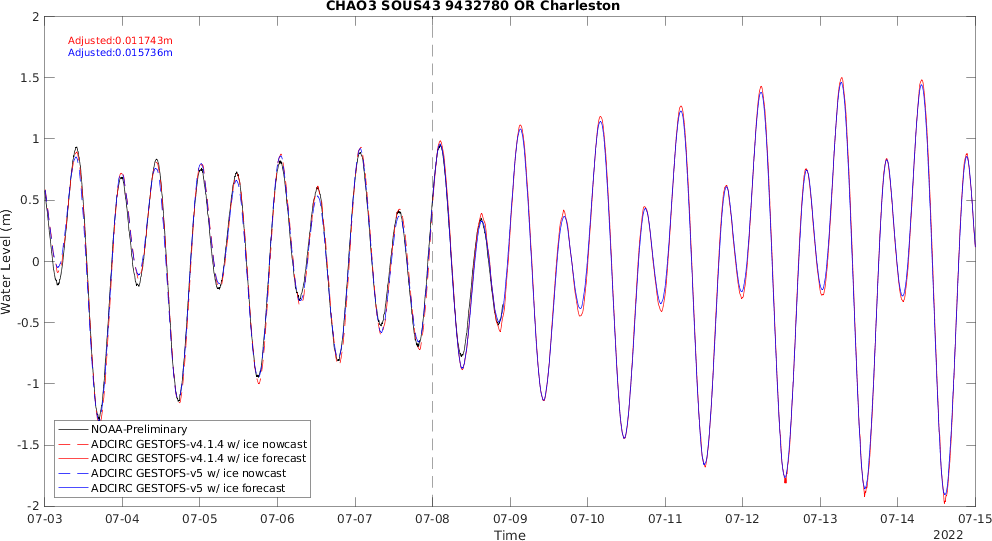 CHAO3 SOUS43 9432780 OR Charleston
Adjusted:0.011743m
Adjusted:0.015736m
Water Level (m)
2
1.5
1
0.5
0
-0.5
-1
-1.5
-2
NOAA-Preliminary
ADCIRC GESTOFS-v4.1.4 w/ ice nowcast
ADCIRC GESTOFS-v4.1.4 w/ ice forecast
ADCIRC GESTOFS-v5 w/ ice nowcast
ADCIRC GESTOFS-v5 w/ ice forecast
07-03 07-04 07-05 07-06 07-07 07-08 07-09 07-10 07-11 07-12 07-13 07-14 07-15
Time
2022